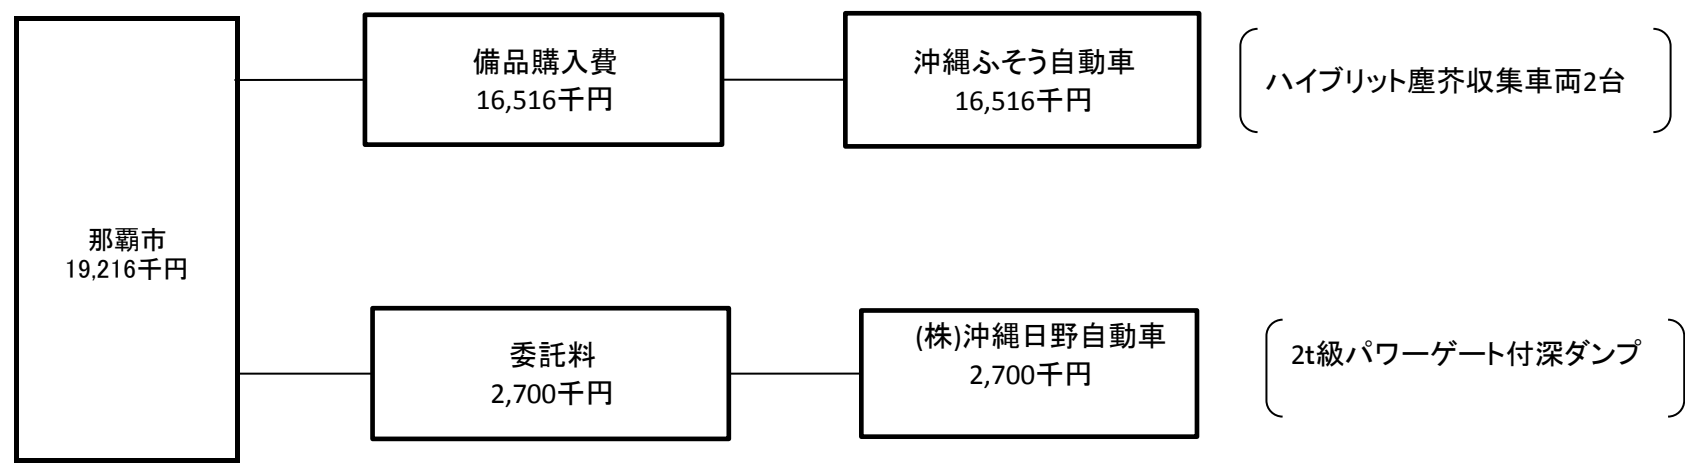 那覇市
19,216千円
備品購入費
16,516千円
沖縄ふそう自動車
16,516千円
ハイブリット塵芥収集車両2台
委託料
2,700千円
(株)沖縄日野自動車
2,700千円
2t級パワーゲート付深ダンプ